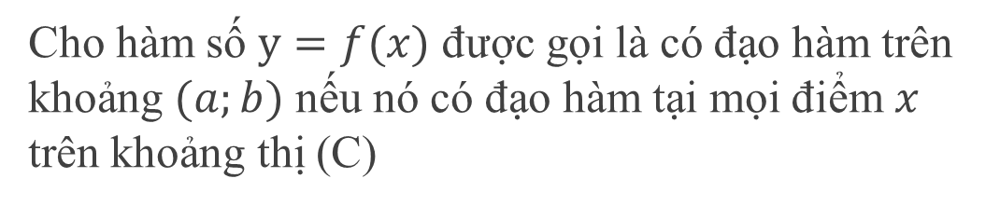 Cho hàm số y = f(x) được gọi là có đạo hàm trên
khoảng (a; b) nếu nó có đạo hàm tại mọi điểm x
trên khoảng thị (C)